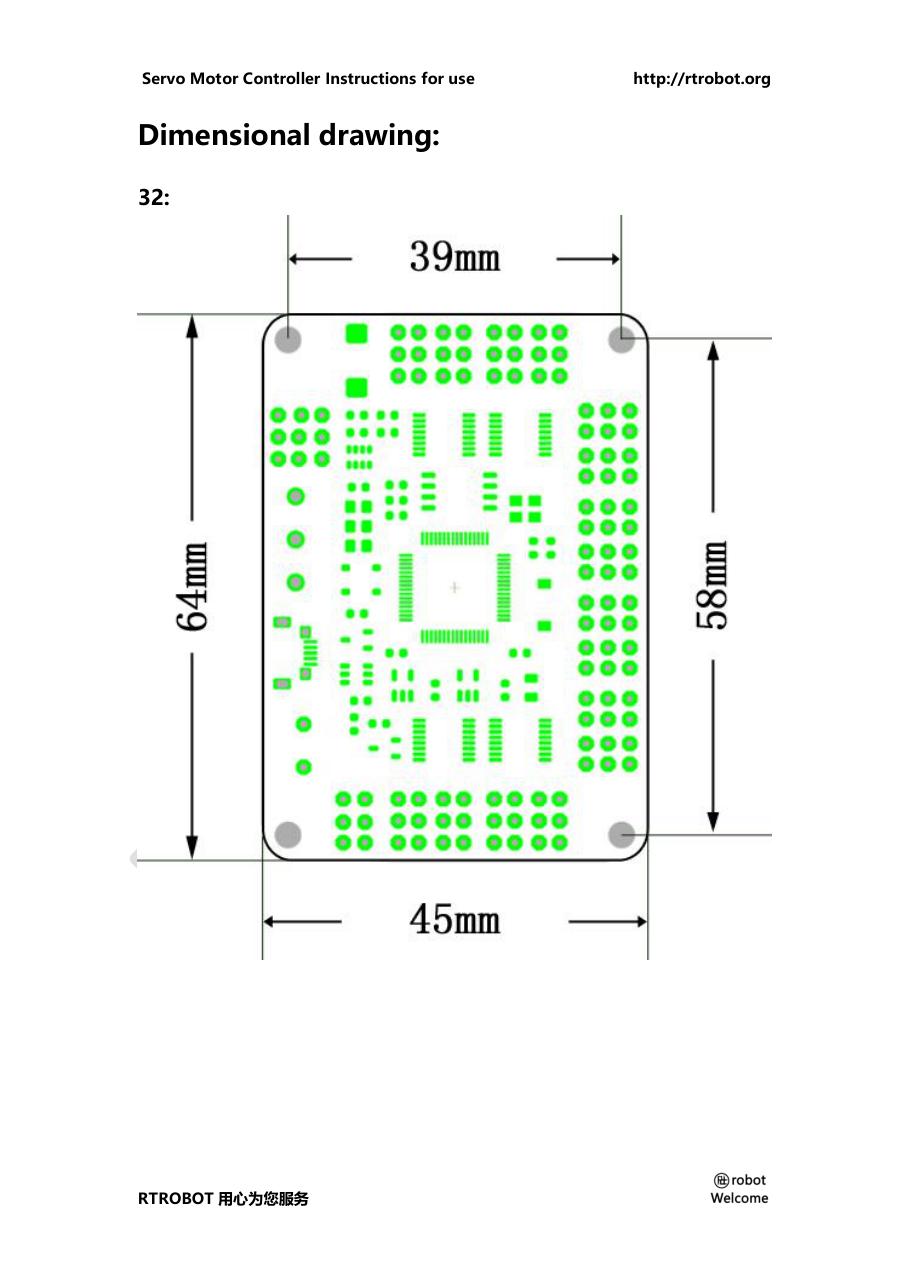 Servo Motor Controller Instructions for use http://rtrobot.org
Dimensional drawing:
32:
39mm
64mm
58mm
45mm
robot
RTROBOT 用心为您服务 Welcome